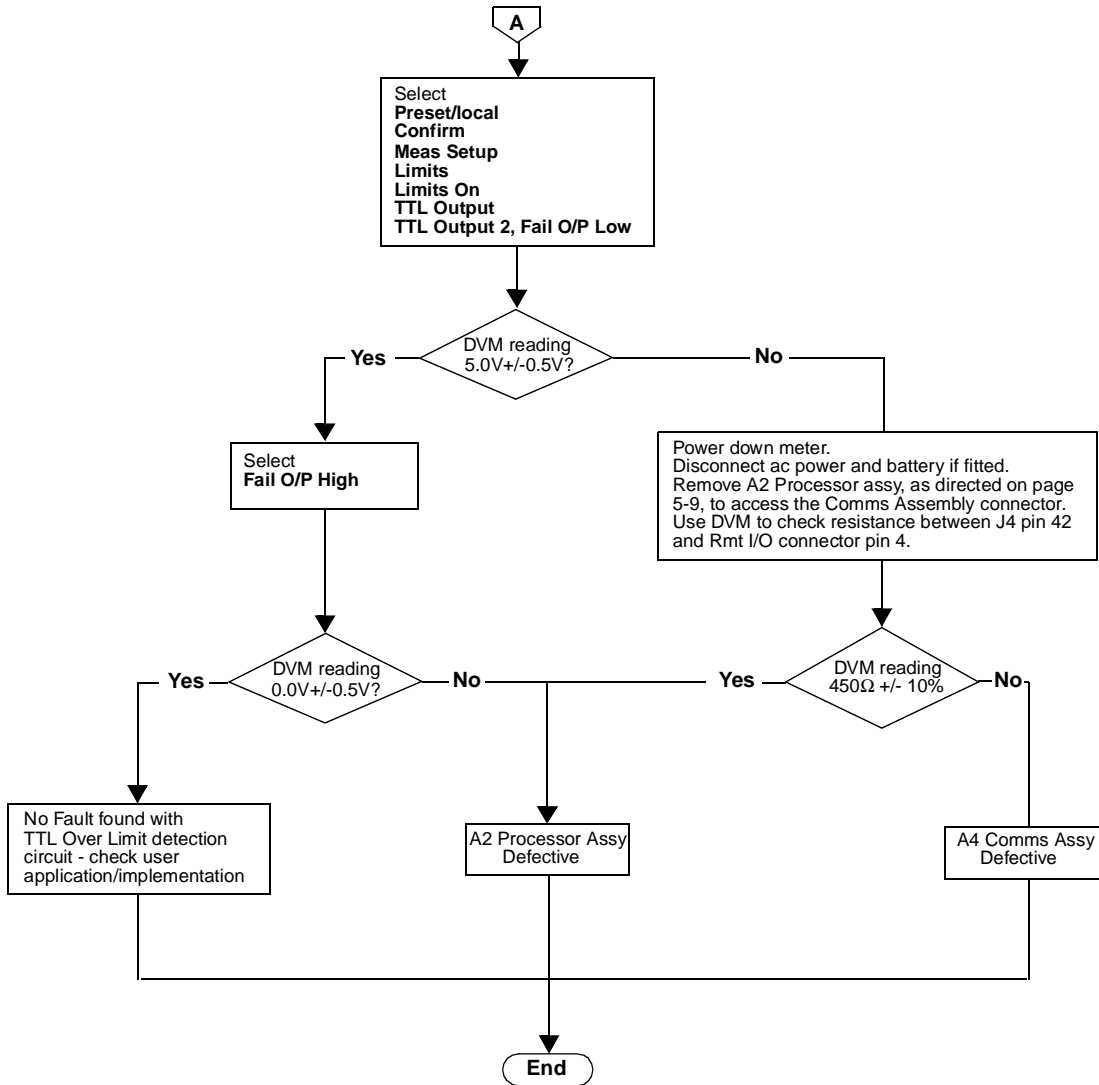 A
Select
Preset/local
Confirm
Meas Setup
Limits
Limits On
TTL Output
TTL Output 2, Fail O/P Low
DVM reading
5.0V+/-0.5V?
Yes
No
Select
Fail O/P High
Power down meter.
Disconnect ac power and battery if fitted.
Remove A2 Processor assy, as directed on page
5-9, to access the Comms Assembly connector.
Use DVM to check resistance between J4 pin 42
and Rmt I/O connector pin 4.
DVM reading
0.0V+/-0.5V?
Yes
No
DVM reading
450Ω +/- 10%
Yes
No
No Fault found with
TTL Over Limit detection
circuit - check user
application/implementation
A2 Processor Assy
Defective
A4 Comms Assy
Defective
End